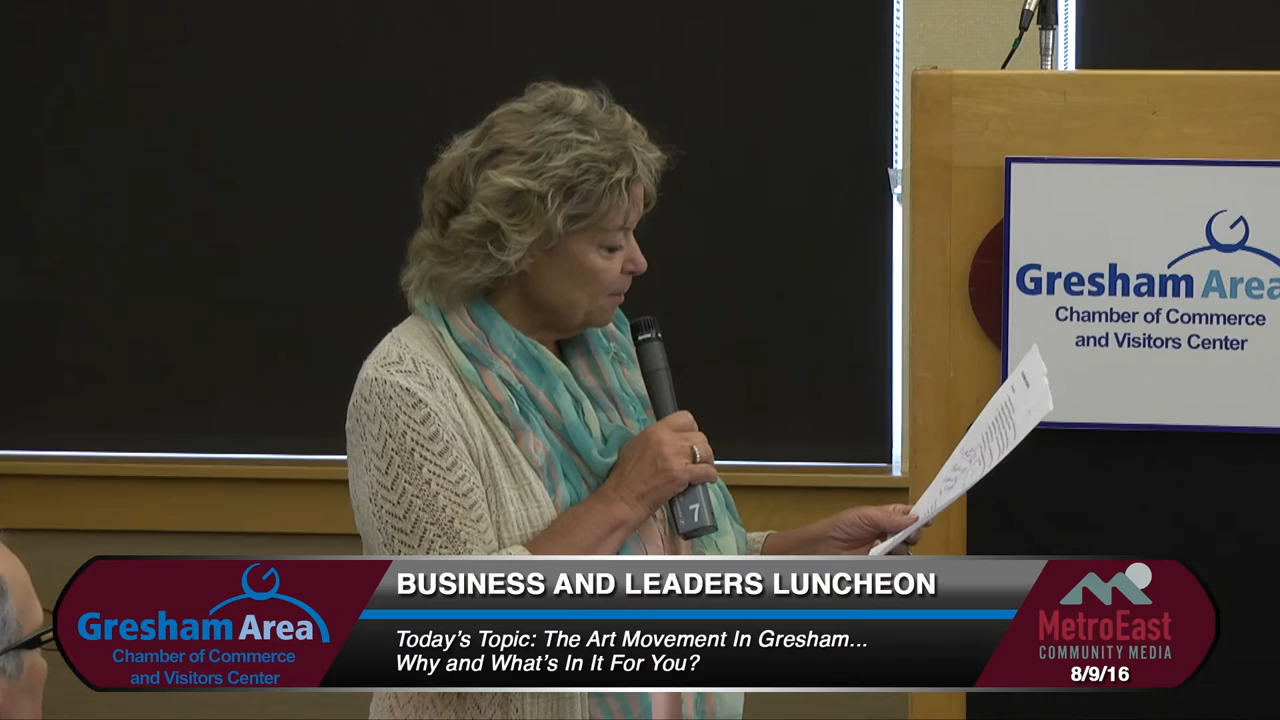 Gresham Area
Chamber of Commerce
and Visitors Center
7
BUSINESS AND LEADERS LUNCHEON
Gresham Area
Chamber of Commerce
and Visitors Center
Today's Topic: The Art Movement In Gresham...
Why and What's In It For You?
MetroEast
COMMUNITY MEDIA
8/9/16